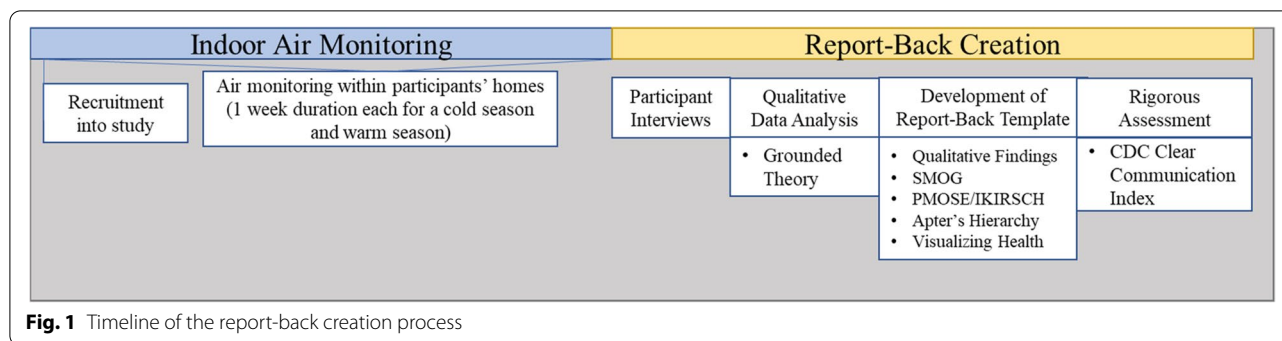 Indoor Air Monitoring
Report-Back Creation
Recruitment
into study
Air monitoring within participants' homes
(1 week duration each for a cold season
and warm season)
Participant
Interviews
Qualitative
Data Analysis
• Grounded
Theory
Development of
Report-Back Template
• Qualitative Findings
• SMOG
• PMOSE/IKIRSCH
• Apter's Hierarchy
• Visualizing Health
Rigorous
Assessment
• CDC Clear
Communication
Index
Fig. 1 Timeline of the report-back creation process